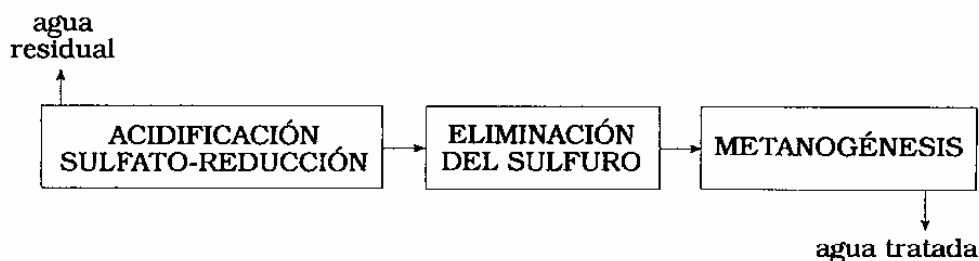 agua
residual
ACIDIFICACIÓN
SULFATO-REDUCCIÓN
ELIMINACIÓN
DEL SULFURO
METANOGÉNESIS
agua tratada